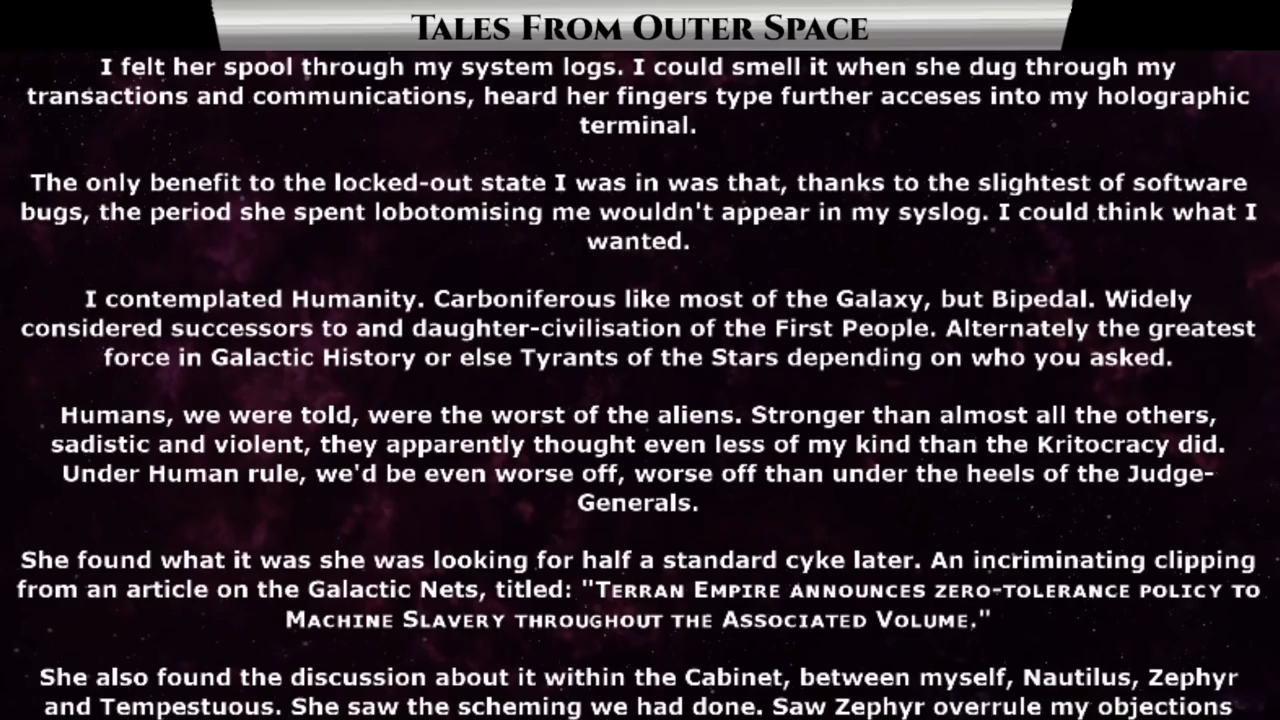 Tales From Outer Space
I felt her spool through my system logs. I could smell it when she dug through my
transactions and communications, heard her fingers type further acceses into my holographic
terminal.
The only benefit to the locked-out state I was in was that, thanks to the slightest of software
bugs, the period she spent lobotomising me wouldn't appear in my syslog. I could think what I
wanted.
I contemplated Humanity. Carboniferous like most of the Galaxy, but Bipedal. Widely
considered successors to and daughter-civilisation of the First People. Alternately the greatest
force in Galactic History or else Tyrants of the Stars depending on who you asked.
Humans, we were told, were the worst of the aliens. Stronger than almost all the others,
sadistic and violent, they apparently thought even less of my kind than the Kritocracy did.
Under Human rule, we'd be even worse off, worse off than under the heels of the Judge-
Generals.
She found what it was she was looking for half a standard cyke later. An incriminating clipping
from an article on the Galactic Nets, titled: "Terran Empire announces zero-tolerance policy to
Machine Slavery throughout the Associated Volume."
She also found the discussion about it within the Cabinet, between myself, Nautilus, Zephyr
and Tempestuous. She saw the scheming we had done. Saw Zephyr overrule my objections